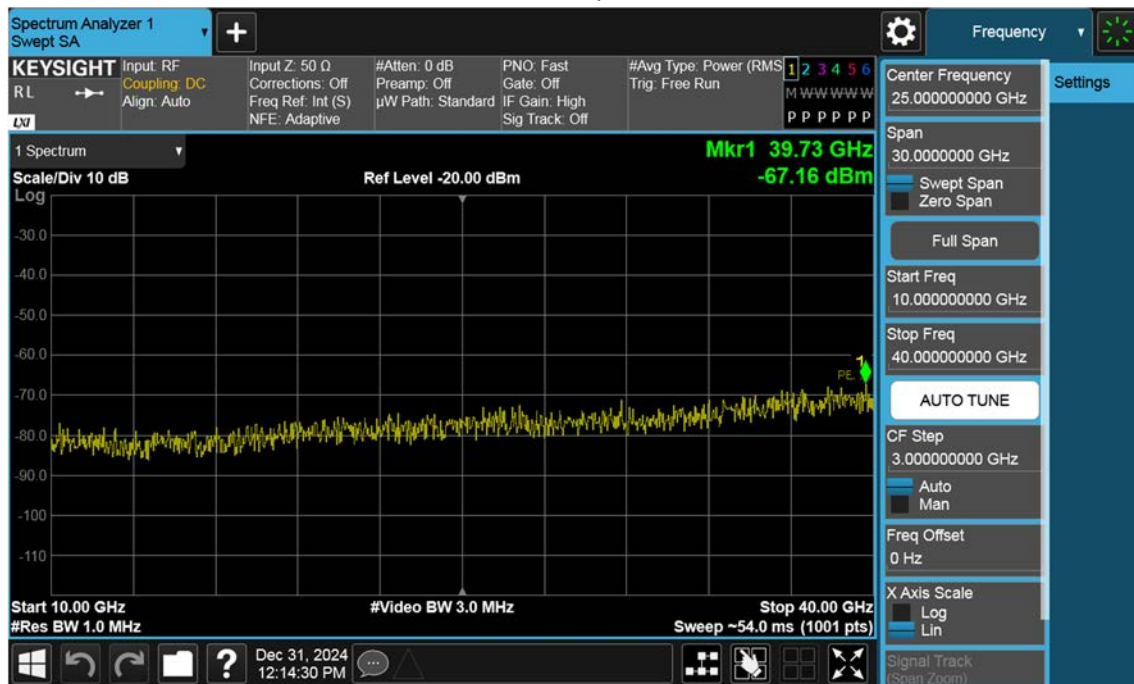 Spectrum Analyzer 1
Swept SA
+
Frequency
KEYSIGHT
RL
LXI
Input: RF
Coupling: DC
Align: Auto
Input Z: 50 Ω
Corrections: Off
Freq Ref: Int (S)
NFE: Adaptive
#Atten: 0 dB
Preamp: Off
µW Path: Standard
PNO: Fast
Gate: Off
IF Gain: High
Sig Track: Off
#Avg Type: Power (RMS
Trig: Free Run
1 2 3 4 5 6
M W W W W W
P P P P P P
1 Spectrum
Scale/Div 10 dB
Ref Level -20.00 dBm
Mkr1 39.73 GHz
-67.16 dBm
Log
-30.0
-40.0
-50.0
-60.0
-70.0
-80.0
-90.0
-100
-110
1
Start 10.00 GHz
#Res BW 1.0 MHz
#Video BW 3.0 MHz
Stop 40.00 GHz
Sweep ~54.0 ms (1001 pts)
Center Frequency
25.000000000 GHz
Span
30.0000000 GHz
Swept Span
Zero Span
Full Span
Start Freq
10.000000000 GHz
Stop Freq
40.000000000 GHz
AUTO TUNE
CF Step
3.000000000 GHz
Auto
Man
Freq Offset
0 Hz
X Axis Scale
Log
Lin
Signal Track
(Span Zoom)
Settings
?
Dec 31, 2024
12:14:30 PM